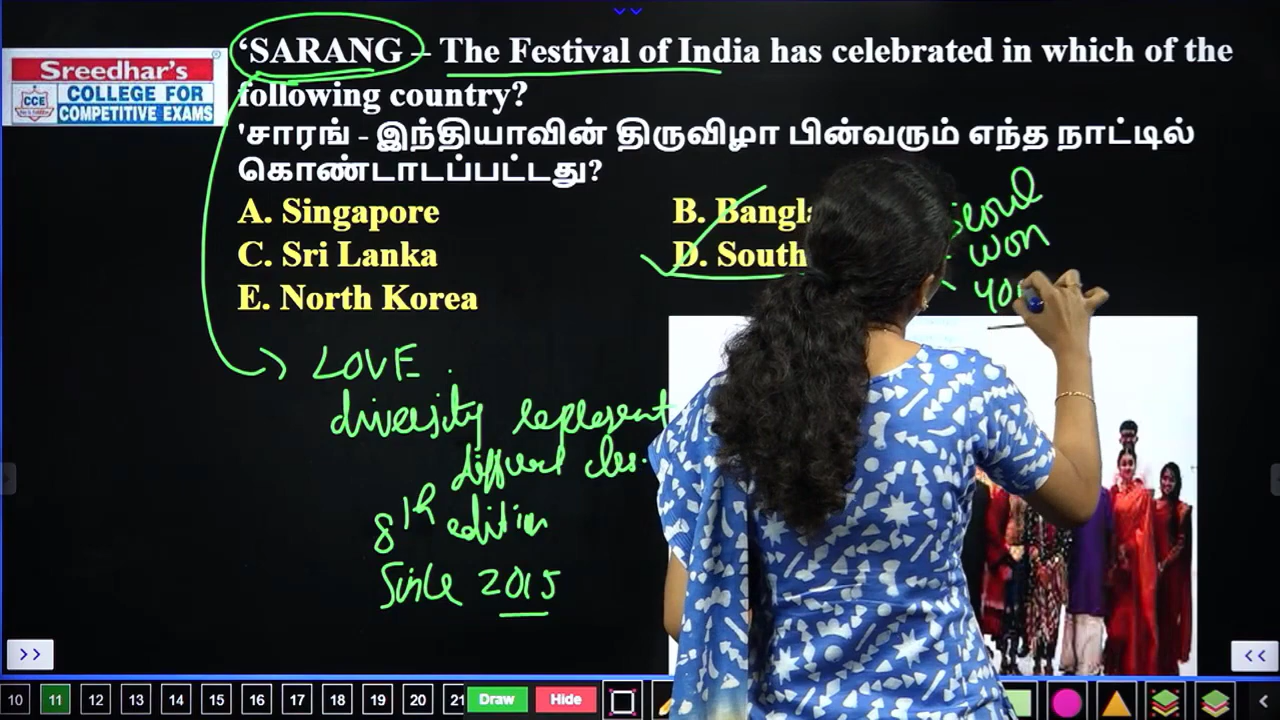 ‘SARANG – The Festival of India has celebrated in which of the
following country?
'சாரங் - இந்தியாவின் திருவிழா பின்வரும் எந்த நாட்டில்
கொண்டாடப்பட்டது?
A. Singapore
B. Bangla
C. Sri Lanka
D. South
E. North Korea
Seoul
won
LOVE
diversity represent
8th edition
Since 2015
Sreedhar's
CCE
COLLEGE FOR
COMPETITIVE EXAMS
>>
<<
10 11 12 13 14 15 16 17 18 19 20 21 Draw Hide